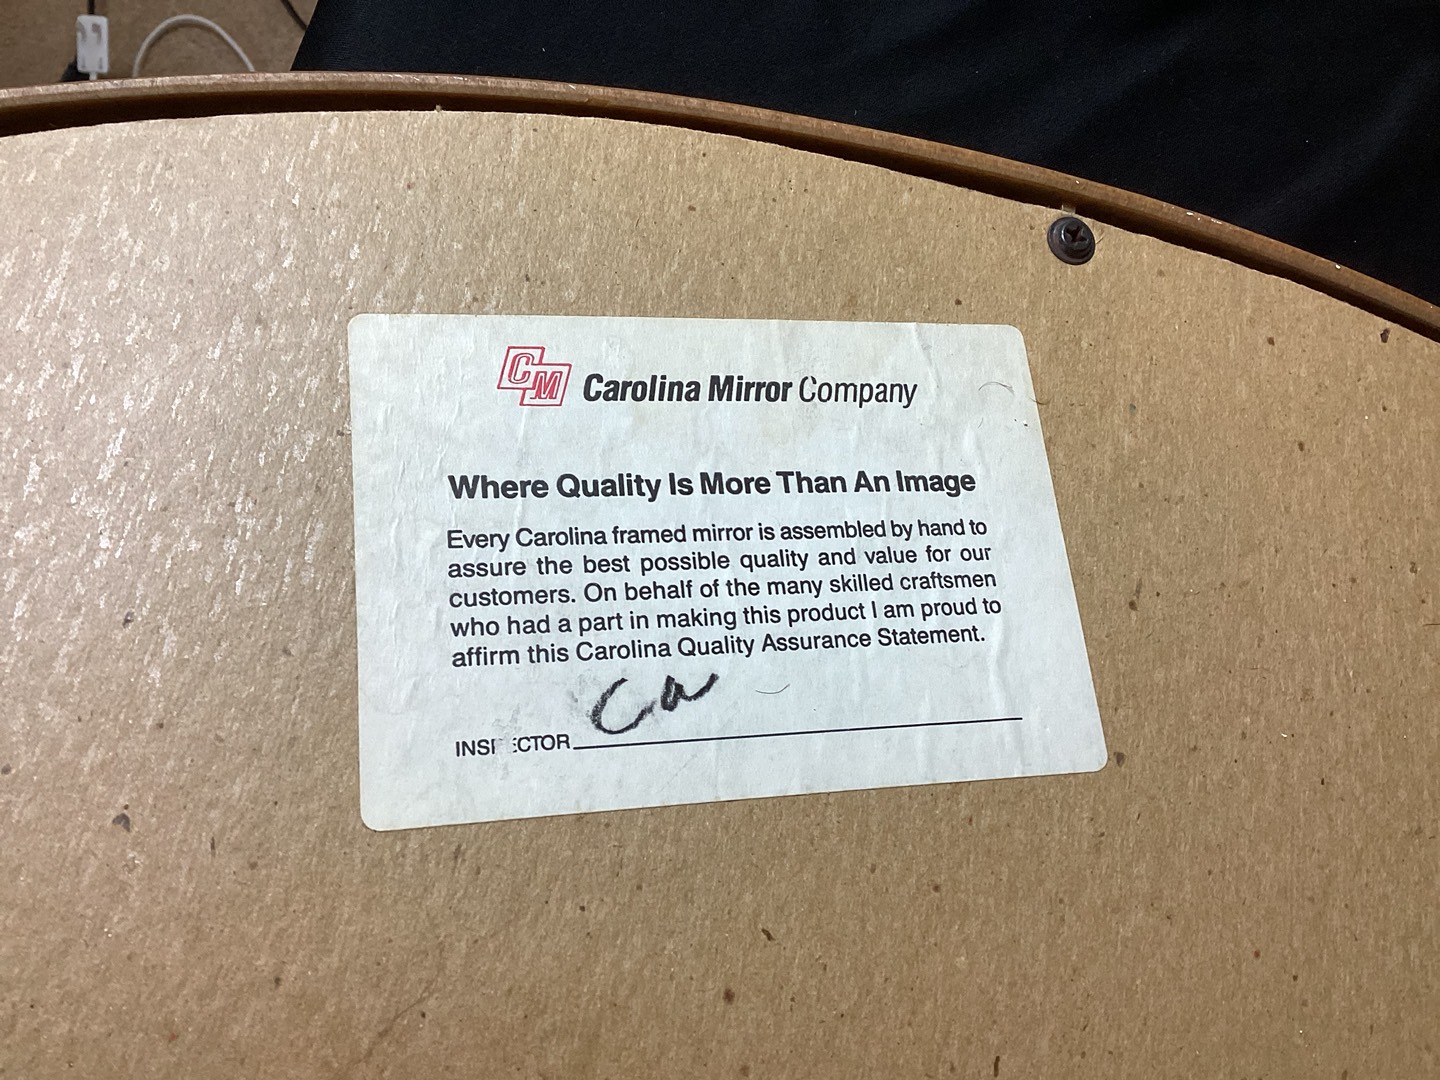 CM Carolina Mirror Company
Where Quality Is More Than An Image
Every Carolina framed mirror is assembled by hand to
assure the best possible quality and value for our
customers. On behalf of the many skilled craftsmen
who had a part in making this product I am proud to
affirm this Carolina Quality Assurance Statement.
Ca
INSPECTOR